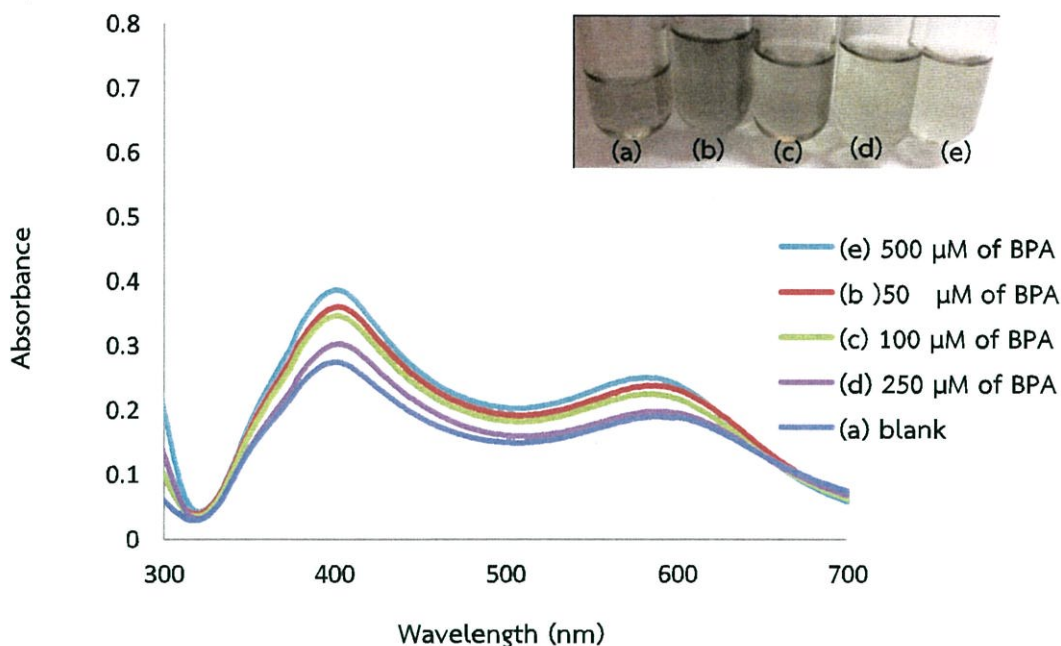 0.8
0.7
0.6
0.5
0.4
0.3
0.2
0.1
0
Absorbance
300 400 500 600 700
Wavelength (nm)
(a) (b) (c) (d) (e)
(e) 500 µM of BPA
(b )50 µM of BPA
(c) 100 µM of BPA
(d) 250 µM of BPA
(a) blank